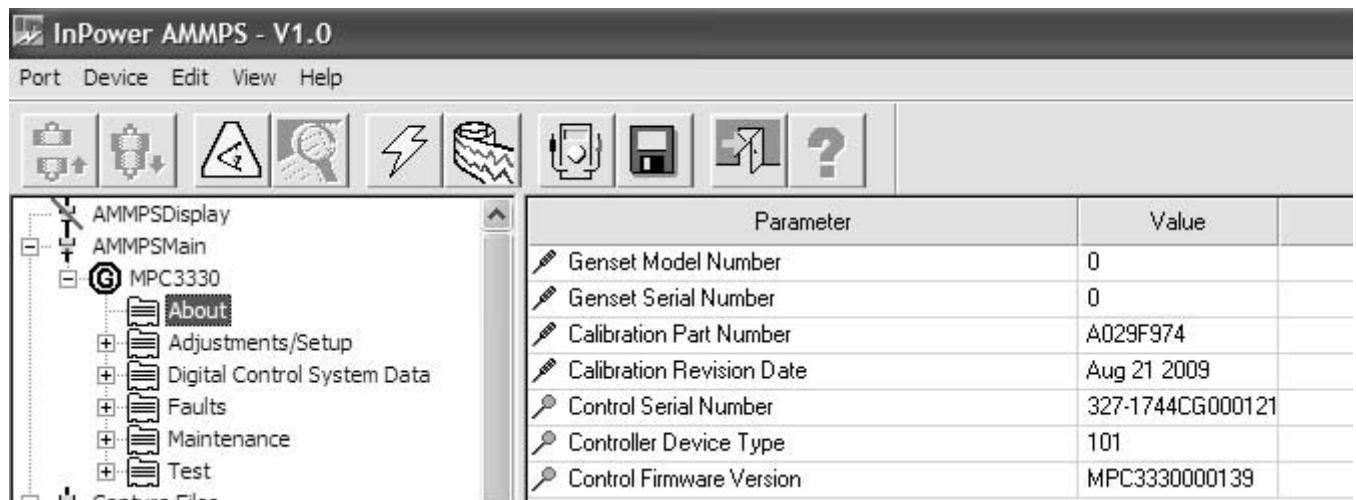 InPower AMMPS - V1.0
Port Device Edit View Help
AMMPSDisplay
AMMPSMain
MPC3330
About
Adjustments/Setup
Digital Control System Data
Faults
Maintenance
Test
Parameter Value
Genset Model Number 0
Genset Serial Number 0
Calibration Part Number A029F974
Calibration Revision Date Aug 21 2009
Control Serial Number 327-1744CG000121
Controller Device Type 101
Control Firmware Version MPC3330000139